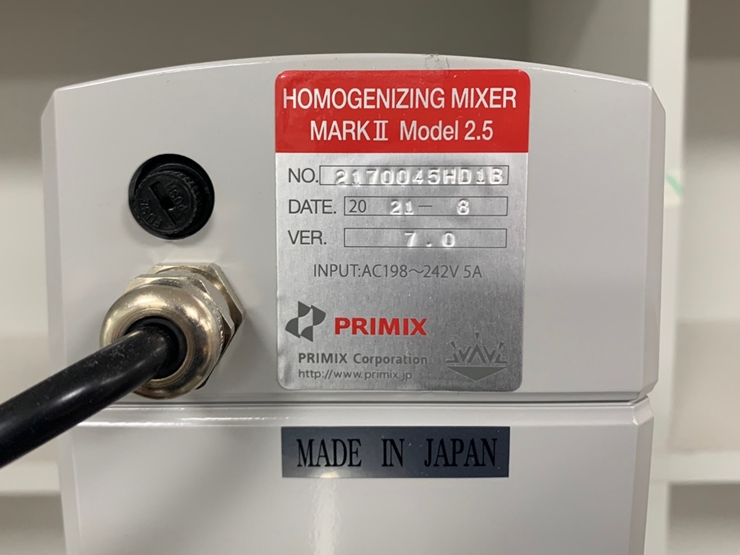 HOMOGENIZING MIXER
MARKⅡ Model 2.5
NO. 2170045HD18
DATE. 20 21－ 8
VER. 7.0
INPUT:AC198～242V 5A
PRIMIX
PRIMIX Corporation
http://www.primix.jp
MADE IN JAPAN